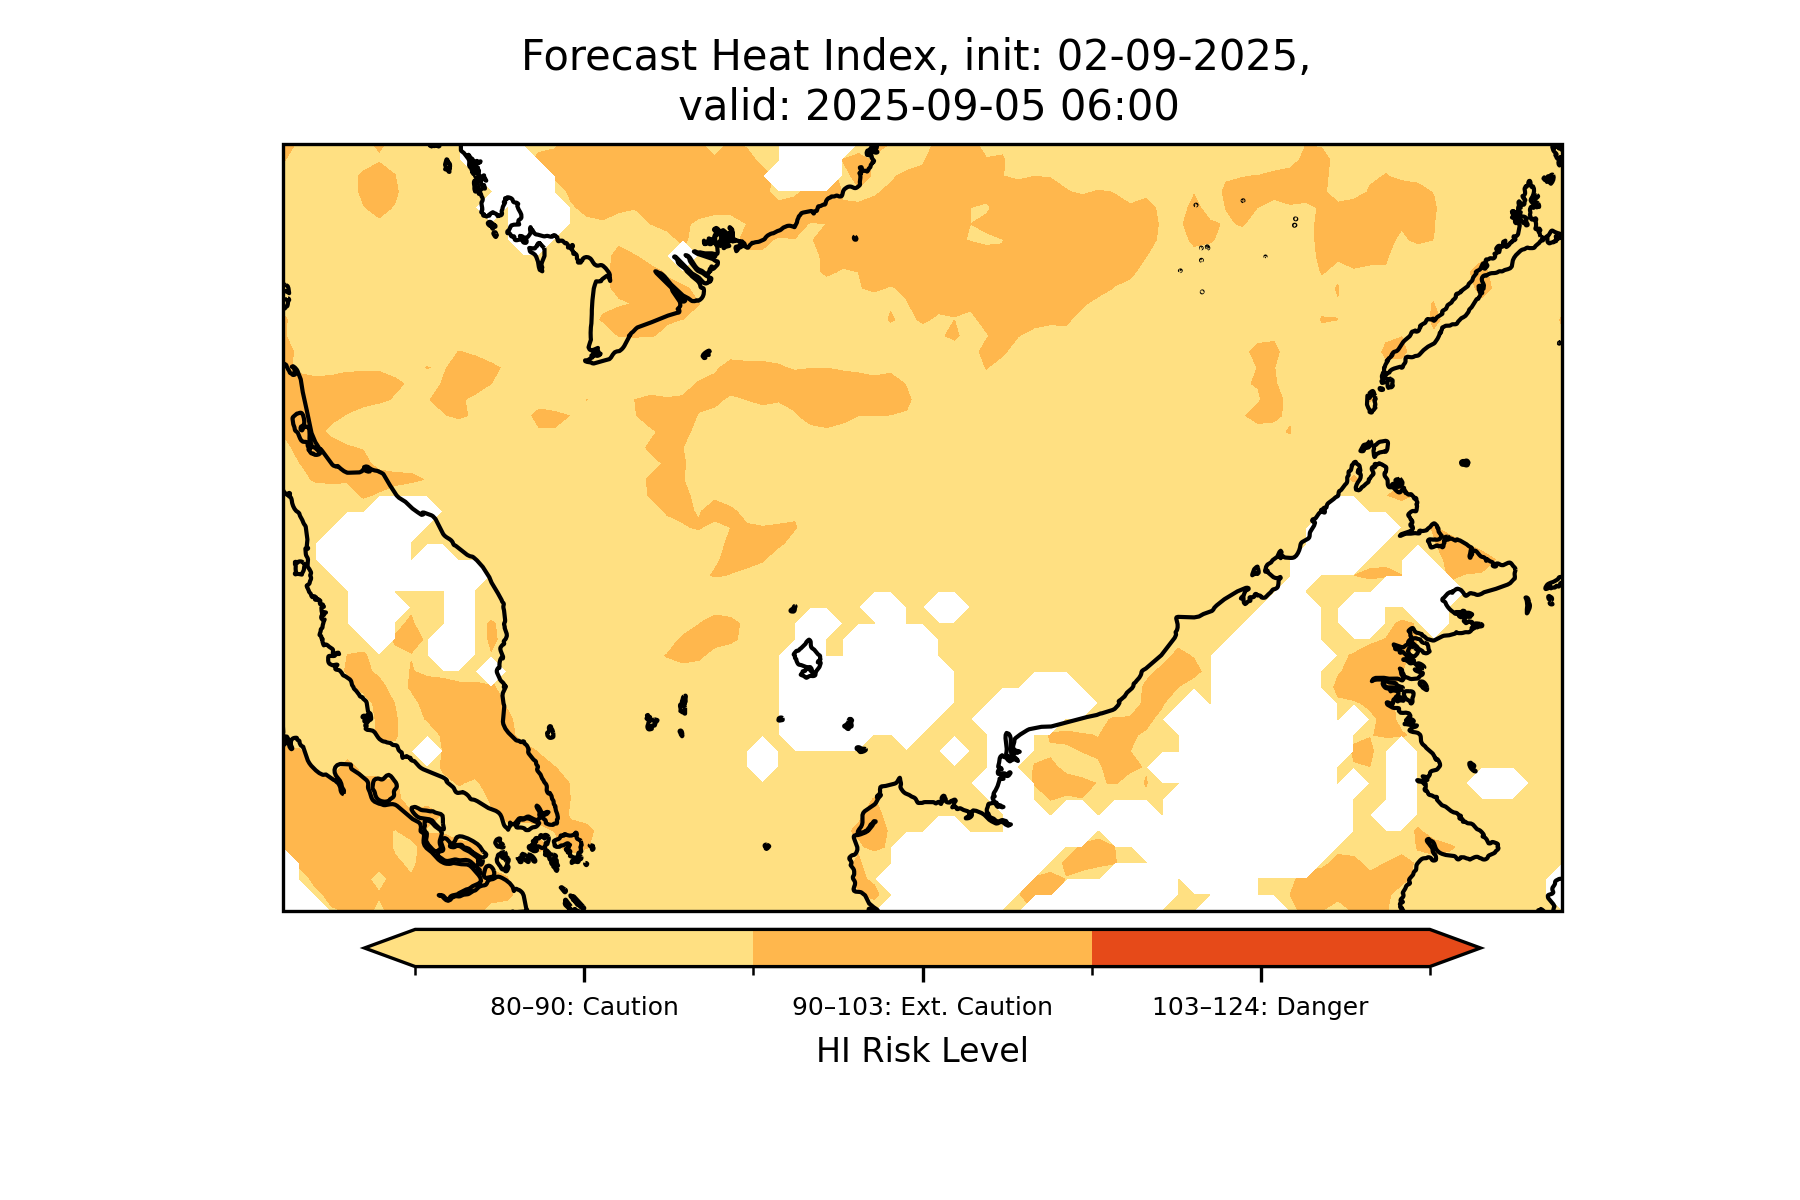 Forecast Heat Index, init: 02-09-2025,
valid: 2025-09-05 06:00
80–90: Caution
90–103: Ext. Caution
103–124: Danger
HI Risk Level